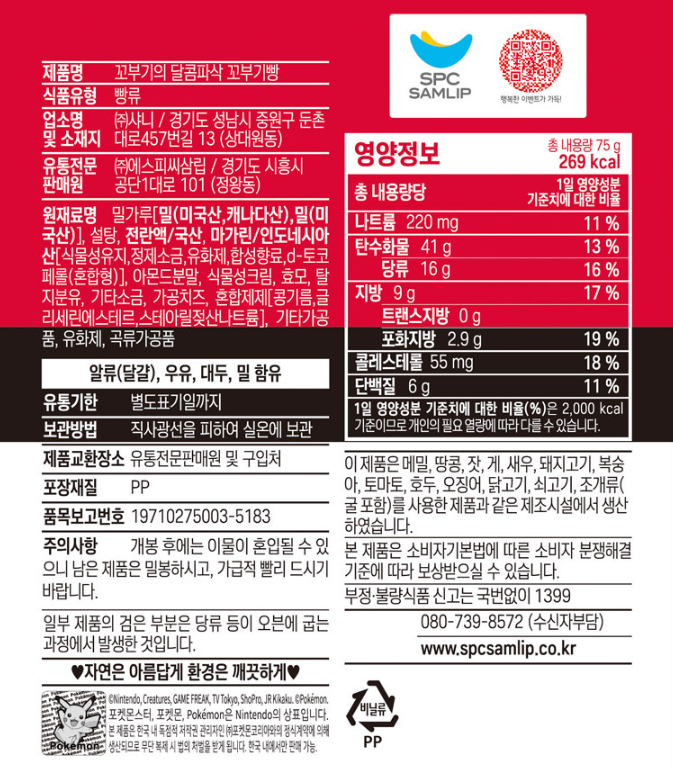 제품명 꼬부기의 달콤파삭 꼬부기빵
식품유형 빵류
업소명 및 소재지 ㈜샤니 / 경기도 성남시 중원구 둔촌
대로457번길 13 (상대원동)
유통전문 판매원 ㈜에스피씨삼립 / 경기도 시흥시
공단1대로 101 (정왕동)
원재료명 밀가루[밀(미국산,캐나다산),밀(미
국산)], 설탕, 전란액/국산, 마가린/인도네시아
산[식물성유지,정제소금,유화제,합성향료,d-토코
페롤(혼합형)], 아몬드분말, 식물성크림, 효모, 탈
지분유, 기타소금, 가공치즈, 혼합제제[콩기름,글
리세린에스테르,스테아릴젖산나트륨], 기타가공
품, 유화제, 곡류가공품
알류(달걀), 우유, 대두, 밀 함유
유통기한 별도표기일까지
보관방법 직사광선을 피하여 실온에 보관
제품교환장소 유통전문판매원 및 구입처
포장재질 PP
품목보고번호 19710275003-5183
주의사항 개봉 후에는 이물이 혼입될 수 있
으니 남은 제품은 밀봉하시고, 가급적 빨리 드시기
바랍니다.
일부 제품의 검은 부분은 당류 등이 오븐에 굽는
과정에서 발생한 것입니다.
♥자연은 아름답게 환경은 깨끗하게♥
Pokémon
©Nintendo, Creatures, GAME FREAK, TV Tokyo, ShoPro, JR Kikaku. ©Pokémon.
포켓몬스터, 포켓몬, Pokémon은 Nintendo의 상표입니다.
본 제품은 한국 내 독점적 저작권 관리자인 ㈜포켓몬코리아와의 정식계약에 의해
생산되므로 무단 복제 시 법의 처벌을 받게 됩니다. 한국 내에서만 판매 가능.
SPC
SAMLIP
행복한 이벤트가 가득!
영양정보
총 내용량 75 g
269 kcal
총 내용량당 1일 영양성분
기준치에 대한 비율
나트륨 220 mg 11 %
탄수화물 41 g 13 %
당류 16 g 16 %
지방 9 g 17 %
트랜스지방 0 g
포화지방 2.9 g 19 %
콜레스테롤 55 mg 18 %
단백질 6 g 11 %
1일 영양성분 기준치에 대한 비율(%)은 2,000 kcal
기준이므로 개인의 필요 열량에 따라 다를 수 있습니다.
이 제품은 메밀, 땅콩, 잣, 게, 새우, 돼지고기, 복숭
아, 토마토, 호두, 오징어, 닭고기, 쇠고기, 조개류(
굴 포함)를 사용한 제품과 같은 제조시설에서 생산
하였습니다.
본 제품은 소비자기본법에 따른 소비자 분쟁해결
기준에 따라 보상받으실 수 있습니다.
부정·불량식품 신고는 국번없이 1399
080-739-8572 (수신자부담)
www.spcsamlip.co.kr
비닐류
PP